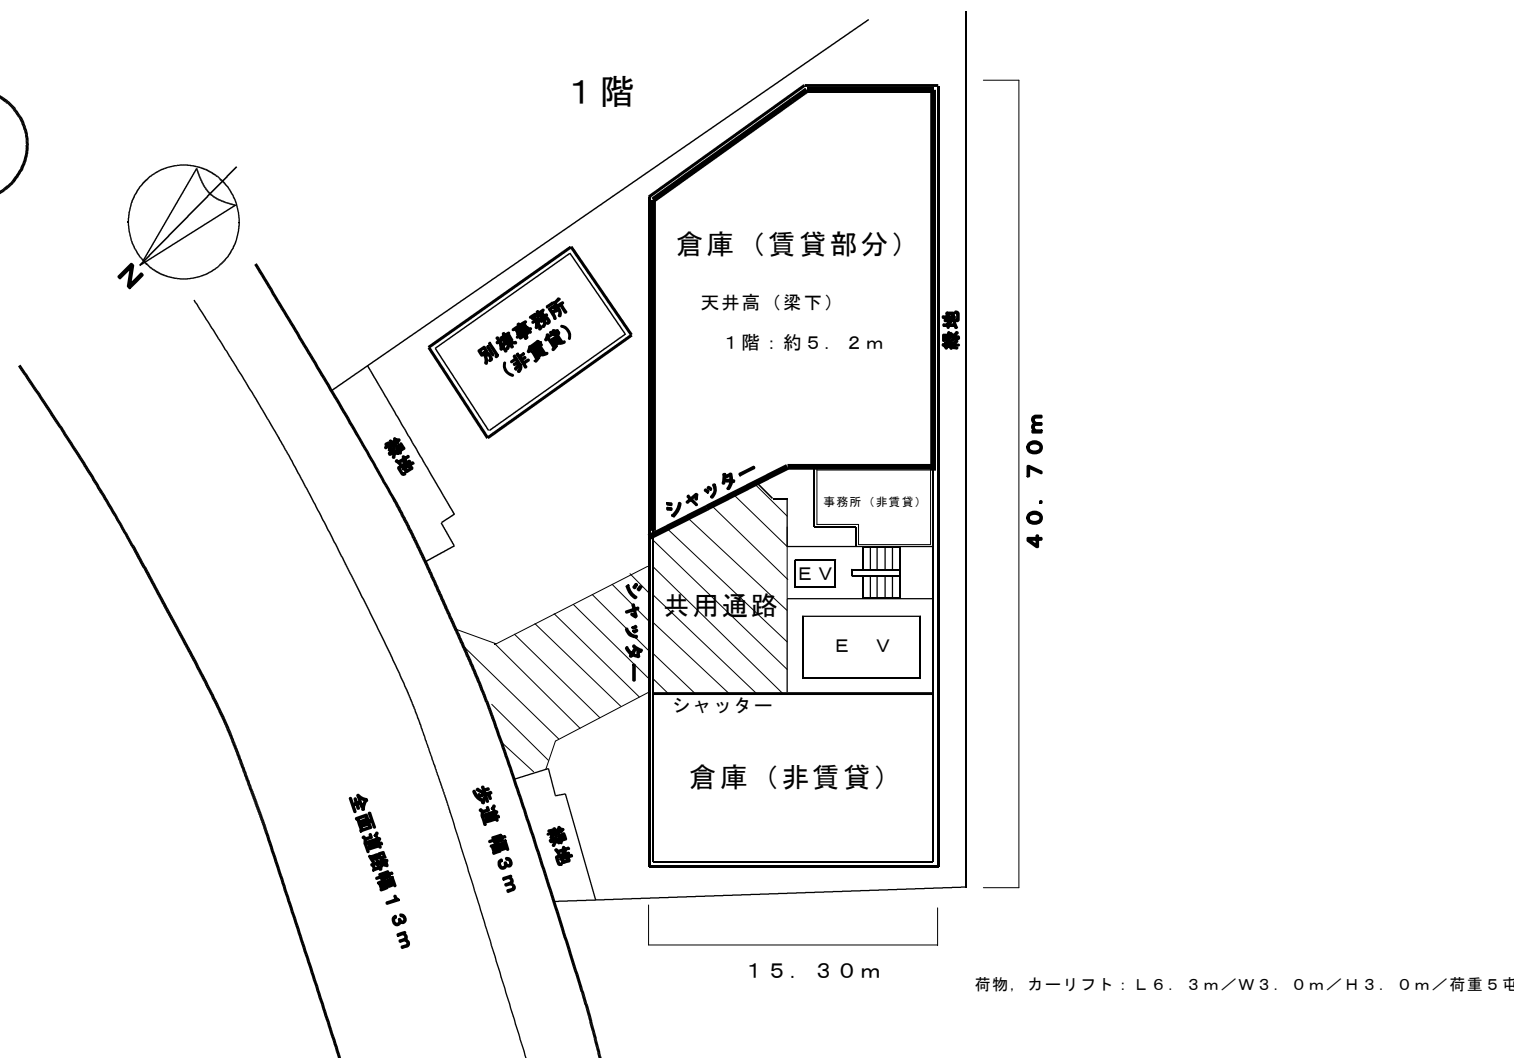 １階
N
倉庫（賃貸部分）
天井高（梁下）
１階：約５．２ｍ
別棟事務所
（非賃貸）
緑地
緑地
４０．７０ｍ
シャッター
事務所（非賃貸）
ＥＶ
シャッター
共用通路
Ｅ　Ｖ
シャッター
倉庫（非賃貸）
全面道路幅１３ｍ
歩道 幅３ｍ
緑地
１５．３０ｍ
荷物，カーリフト：Ｌ６．３ｍ／Ｗ３．０ｍ／Ｈ３．０ｍ／荷重５屯